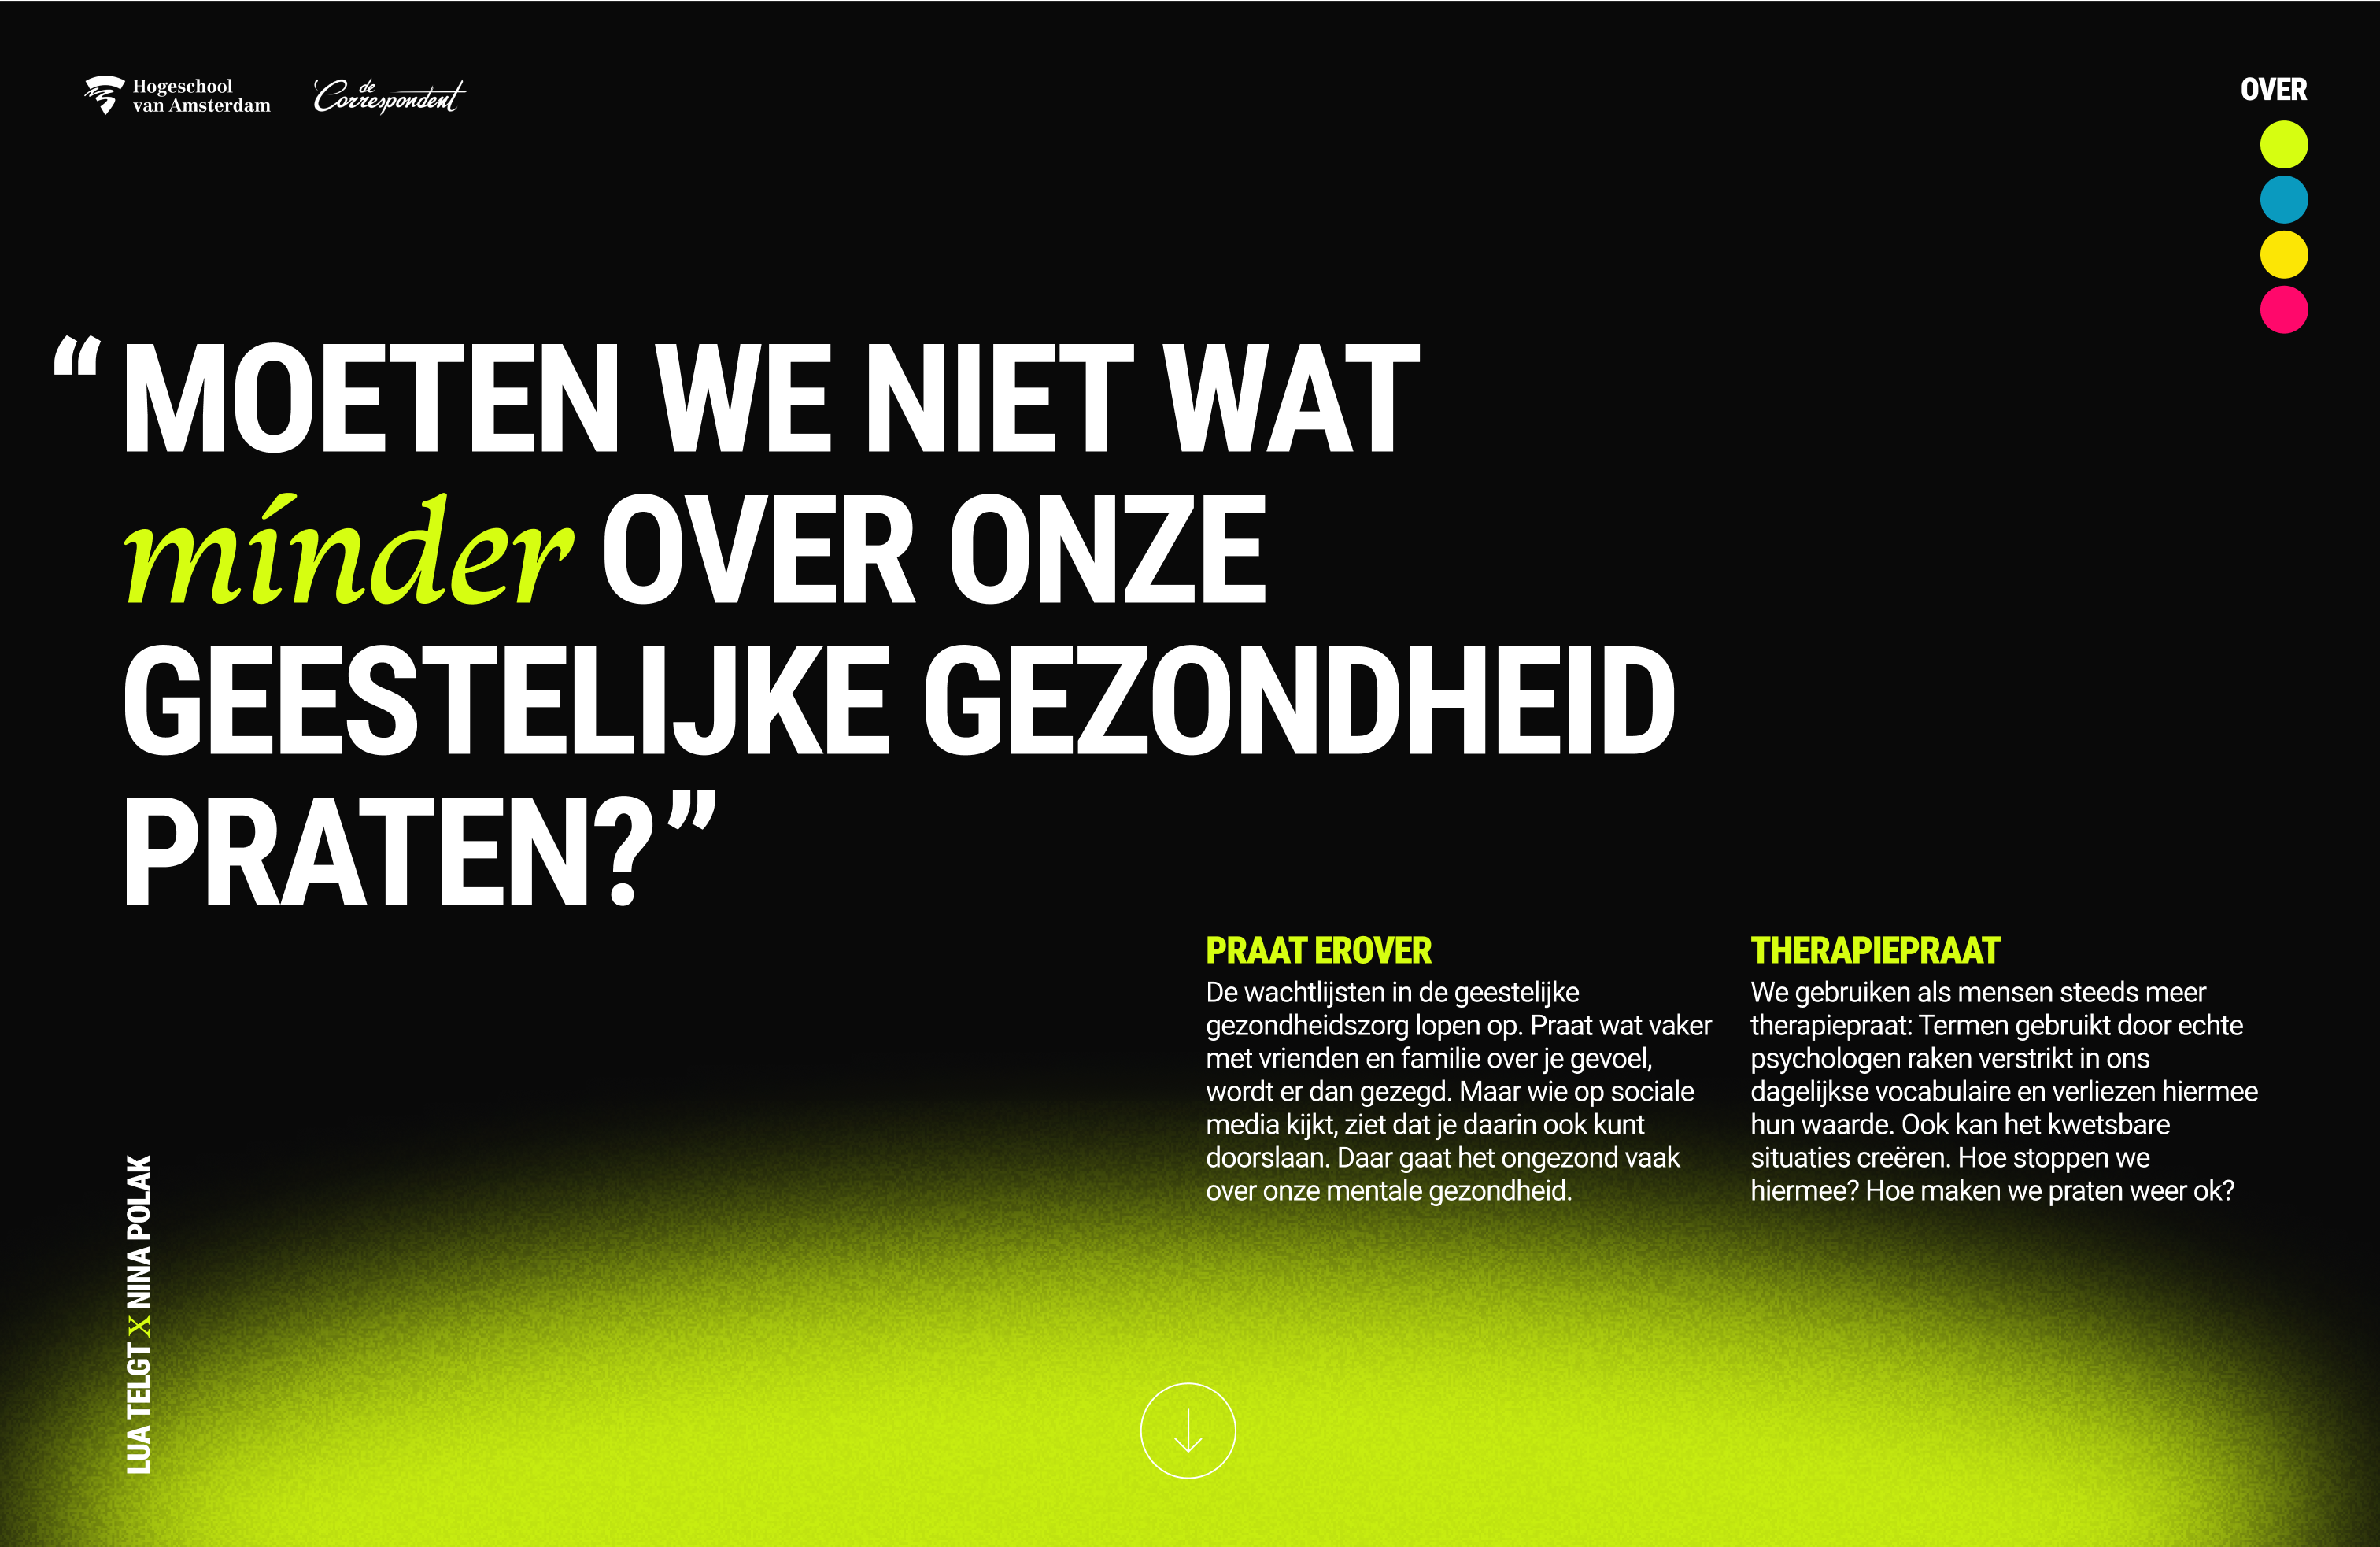 Hogeschool
van Amsterdam
de
Correspondent
OVER
“MOETEN WE NIET WAT
mínder OVER ONZE
GEESTELIJKE GEZONDHEID
PRATEN?”
PRAAT EROVER
De wachtlijsten in de geestelijke
gezondheidszorg lopen op. Praat wat vaker
met vrienden en familie over je gevoel,
wordt er dan gezegd. Maar wie op sociale
media kijkt, ziet dat je daarin ook kunt
doorslaan. Daar gaat het ongezond vaak
over onze mentale gezondheid.
THERAPIEPRAAT
We gebruiken als mensen steeds meer
therapiepraat: Termen gebruikt door echte
psychologen raken verstrikt in ons
dagelijkse vocabulaire en verliezen hiermee
hun waarde. Ook kan het kwetsbare
situaties creëren. Hoe stoppen we
hiermee? Hoe maken we praten weer ok?
LUA TELGT X NINA POLAK